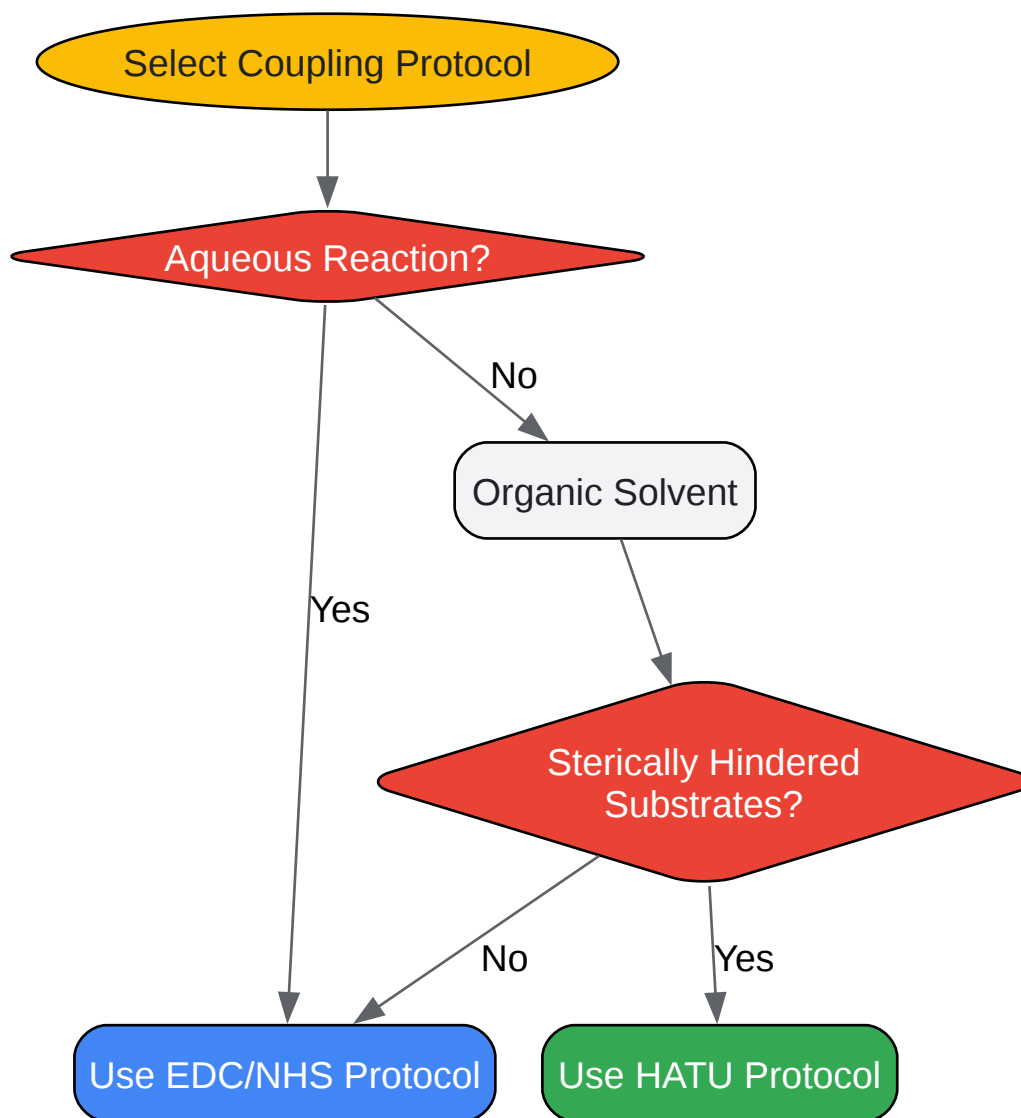 Select Coupling Protocol
Aqueous Reaction?
No
Organic Solvent
Yes
Sterically Hindered
Substrates?
No
Yes
Use EDC/NHS Protocol
Use HATU Protocol